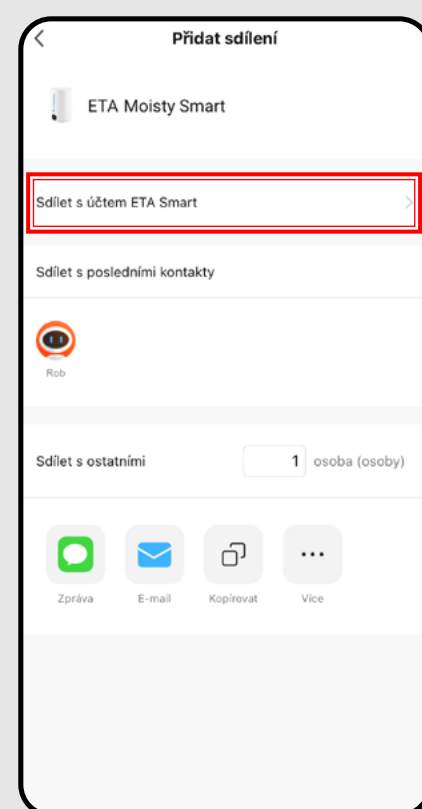 Přidat sdílení
ETA Moisty Smart
Sdílet s účtem ETA Smart
Sdílet s posledními kontakty
Rob
Sdílet s ostatními 1 osoba (osoby)
Zpráva E-mail Kopírovat Více